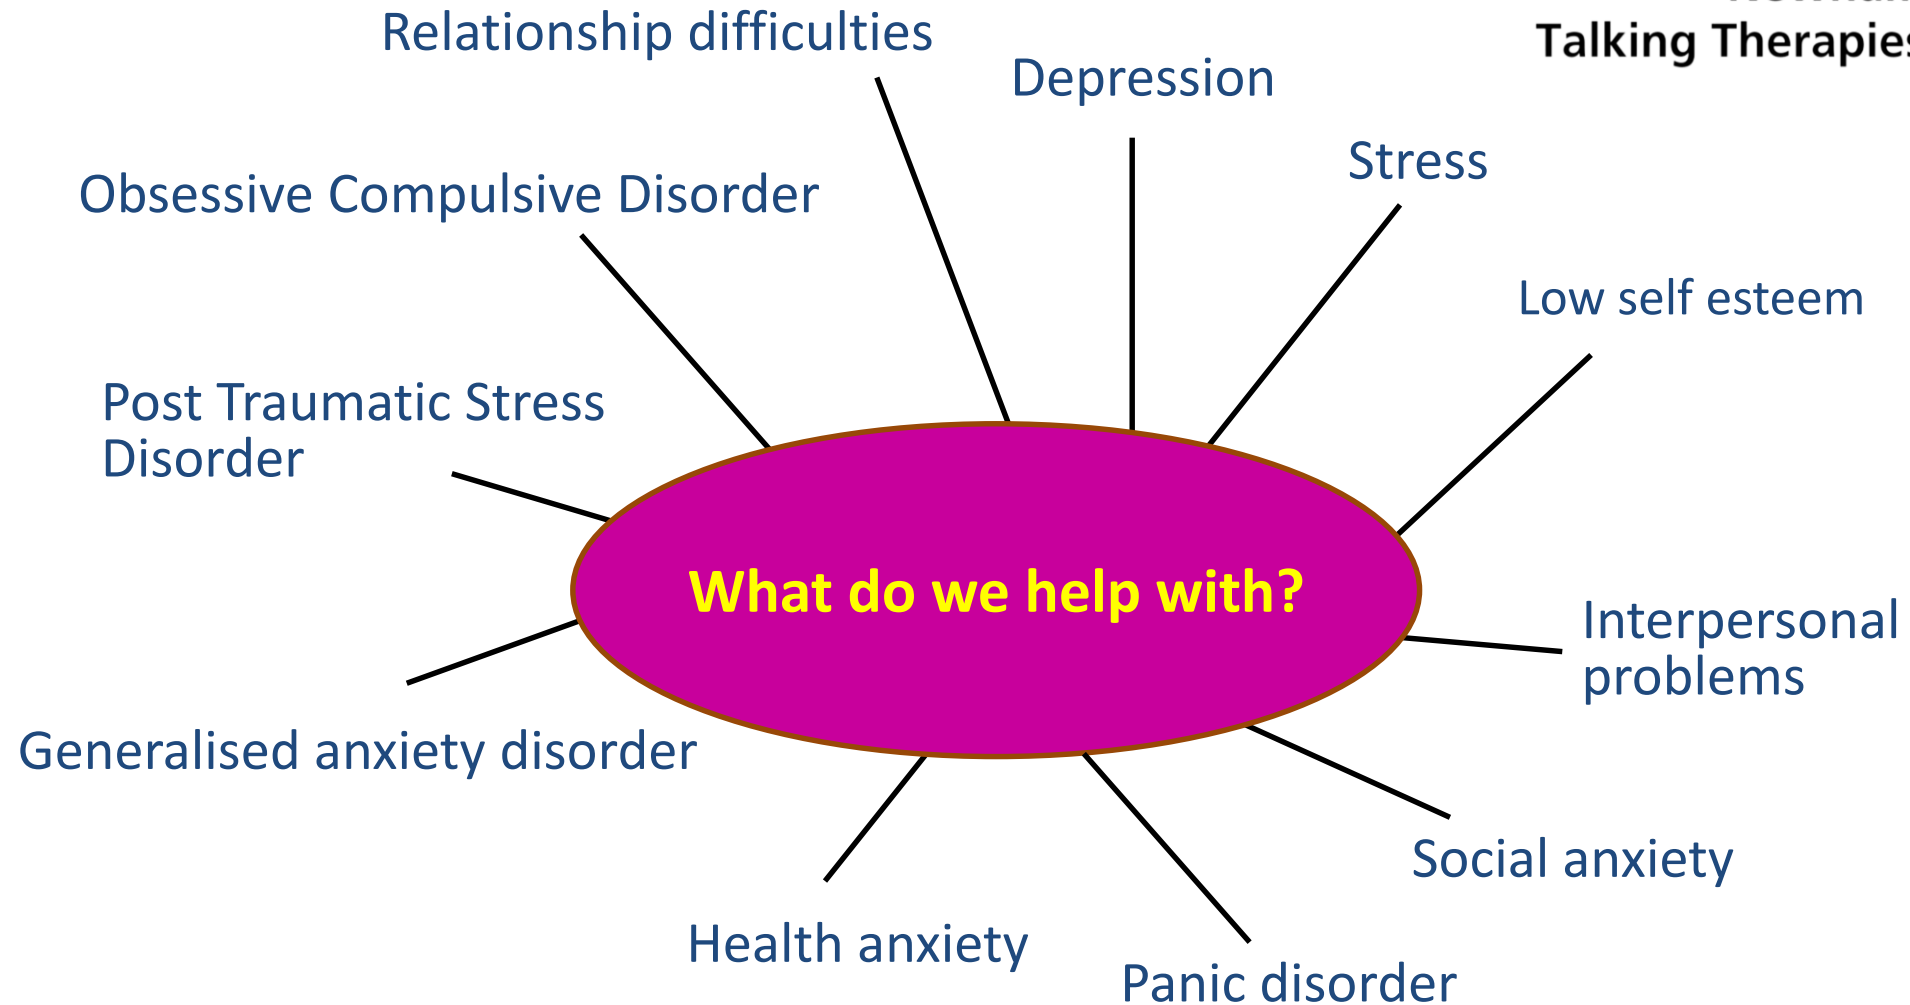 Talking Therapies
Relationship difficulties
Depression
Stress
Obsessive Compulsive Disorder
Low self esteem
Post Traumatic Stress
Disorder
What do we help with?
Interpersonal
problems
Generalised anxiety disorder
Social anxiety
Health anxiety
Panic disorder